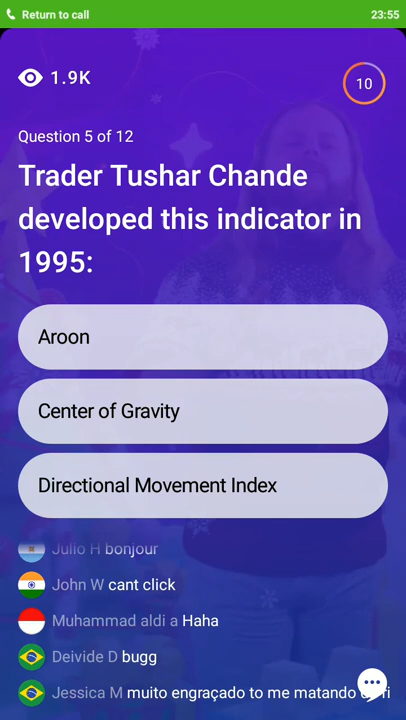 Return to call
23:55
1.9K
10
Question 5 of 12
Trader Tushar Chande
developed this indicator in
1995:
Aroon
Center of Gravity
Directional Movement Index
Julio H bonjour
John W cant click
Muhammad aldi a Haha
Deivide D bugg
Jessica M muito engraçado to me matando